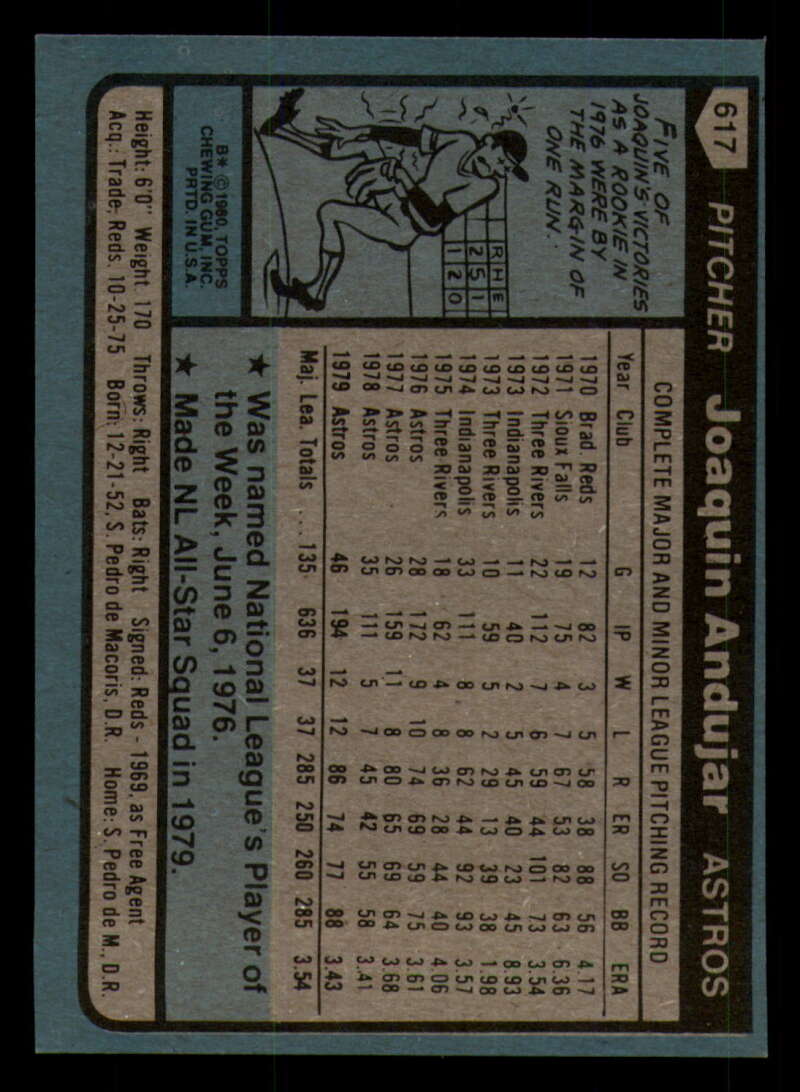 617 PITCHER Joaquin Andujar ASTROS
FIVE OF
JOAQUIN'S VICTORIES
AS A ROOKIE IN
1976 WERE BY
THE MARGIN OF
ONE RUN.
R H E
2 5 1
1 2 0
B* © 1980, TOPPS
CHEWING GUM, INC.
PRTD. IN U.S.A.
COMPLETE MAJOR AND MINOR LEAGUE PITCHING RECORD
Year Club G IP W L R ER SO BB ERA
1970 Brad. Reds 12 82 3 5 58 38 88 56 4.17
1971 Sioux Falls 19 75 4 7 67 53 82 63 6.36
1972 Three Rivers 22 112 7 6 59 44 101 73 3.54
1973 Indianapolis 11 40 2 5 45 40 23 45 8.93
1973 Three Rivers 10 59 5 2 29 13 39 38 1.98
1974 Indianapolis 33 111 8 8 62 44 92 93 3.57
1975 Three Rivers 18 62 4 8 36 28 44 40 4.06
1976 Astros 28 172 9 10 74 69 59 75 3.61
1977 Astros 26 159 11 8 80 65 69 64 3.68
1978 Astros 35 111 5 7 45 42 55 58 3.41
1979 Astros 46 194 12 12 86 74 77 88 3.43
Maj. Lea. Totals ... 135 636 37 37 285 250 260 285 3.54
★ Was named National League's Player of
the Week, June 6, 1976.
★ Made NL All-Star Squad in 1979.
Height: 6'0" Weight: 170 Throws: Right Bats: Right Signed: Reds - 1969, as Free Agent
Acq.: Trade, Reds, 10-25-75 Born: 12-21-52, S. Pedro de Macoris, D.R. Home: S. Pedro de M., D.R.